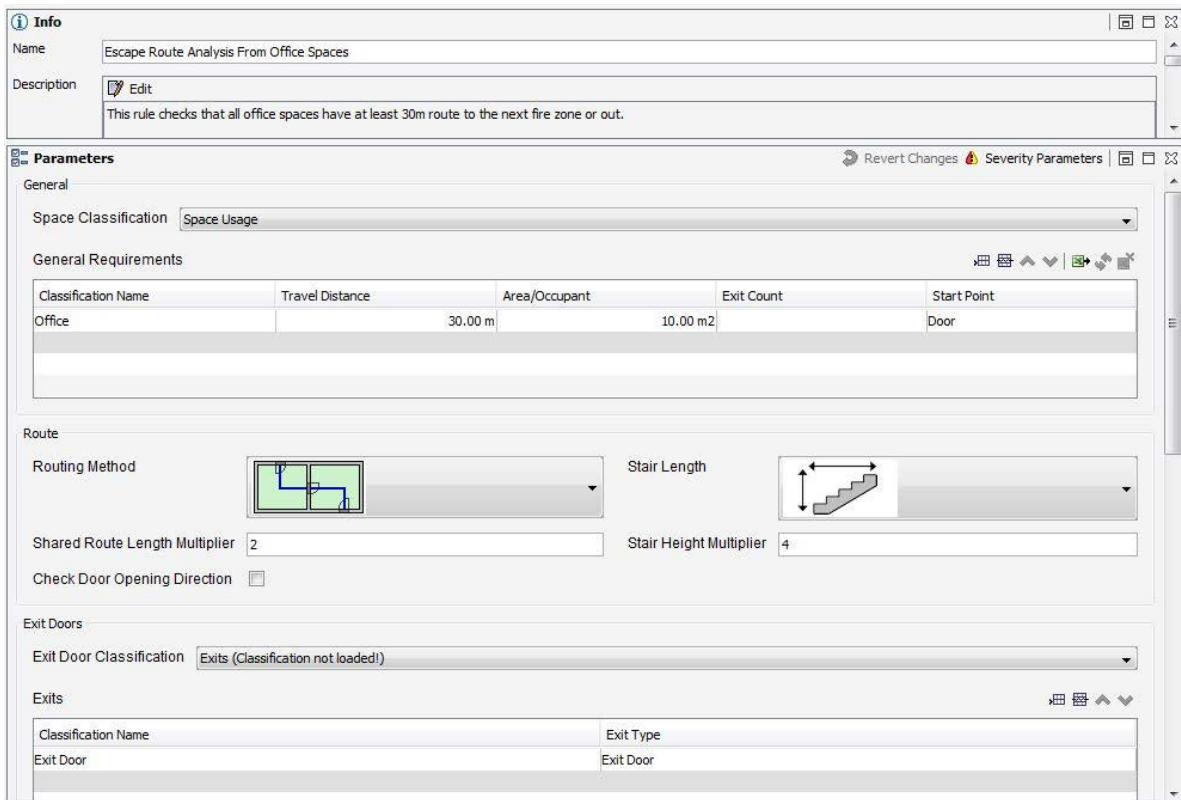 Info
Name Escape Route Analysis From Office Spaces
Description Edit
This rule checks that all office spaces have at least 30m route to the next fire zone or out.
Parameters Revert Changes Severity Parameters
General
Space Classification Space Usage
General Requirements
Classification Name Travel Distance Area/Occupant Exit Count Start Point
Office 30.00 m 10.00 m2 Door
Route
Routing Method Stair Length
Shared Route Length Multiplier 2 Stair Height Multiplier 4
Check Door Opening Direction
Exit Doors
Exit Door Classification Exits (Classification not loaded!)
Exits
Classification Name Exit Type
Exit Door Exit Door